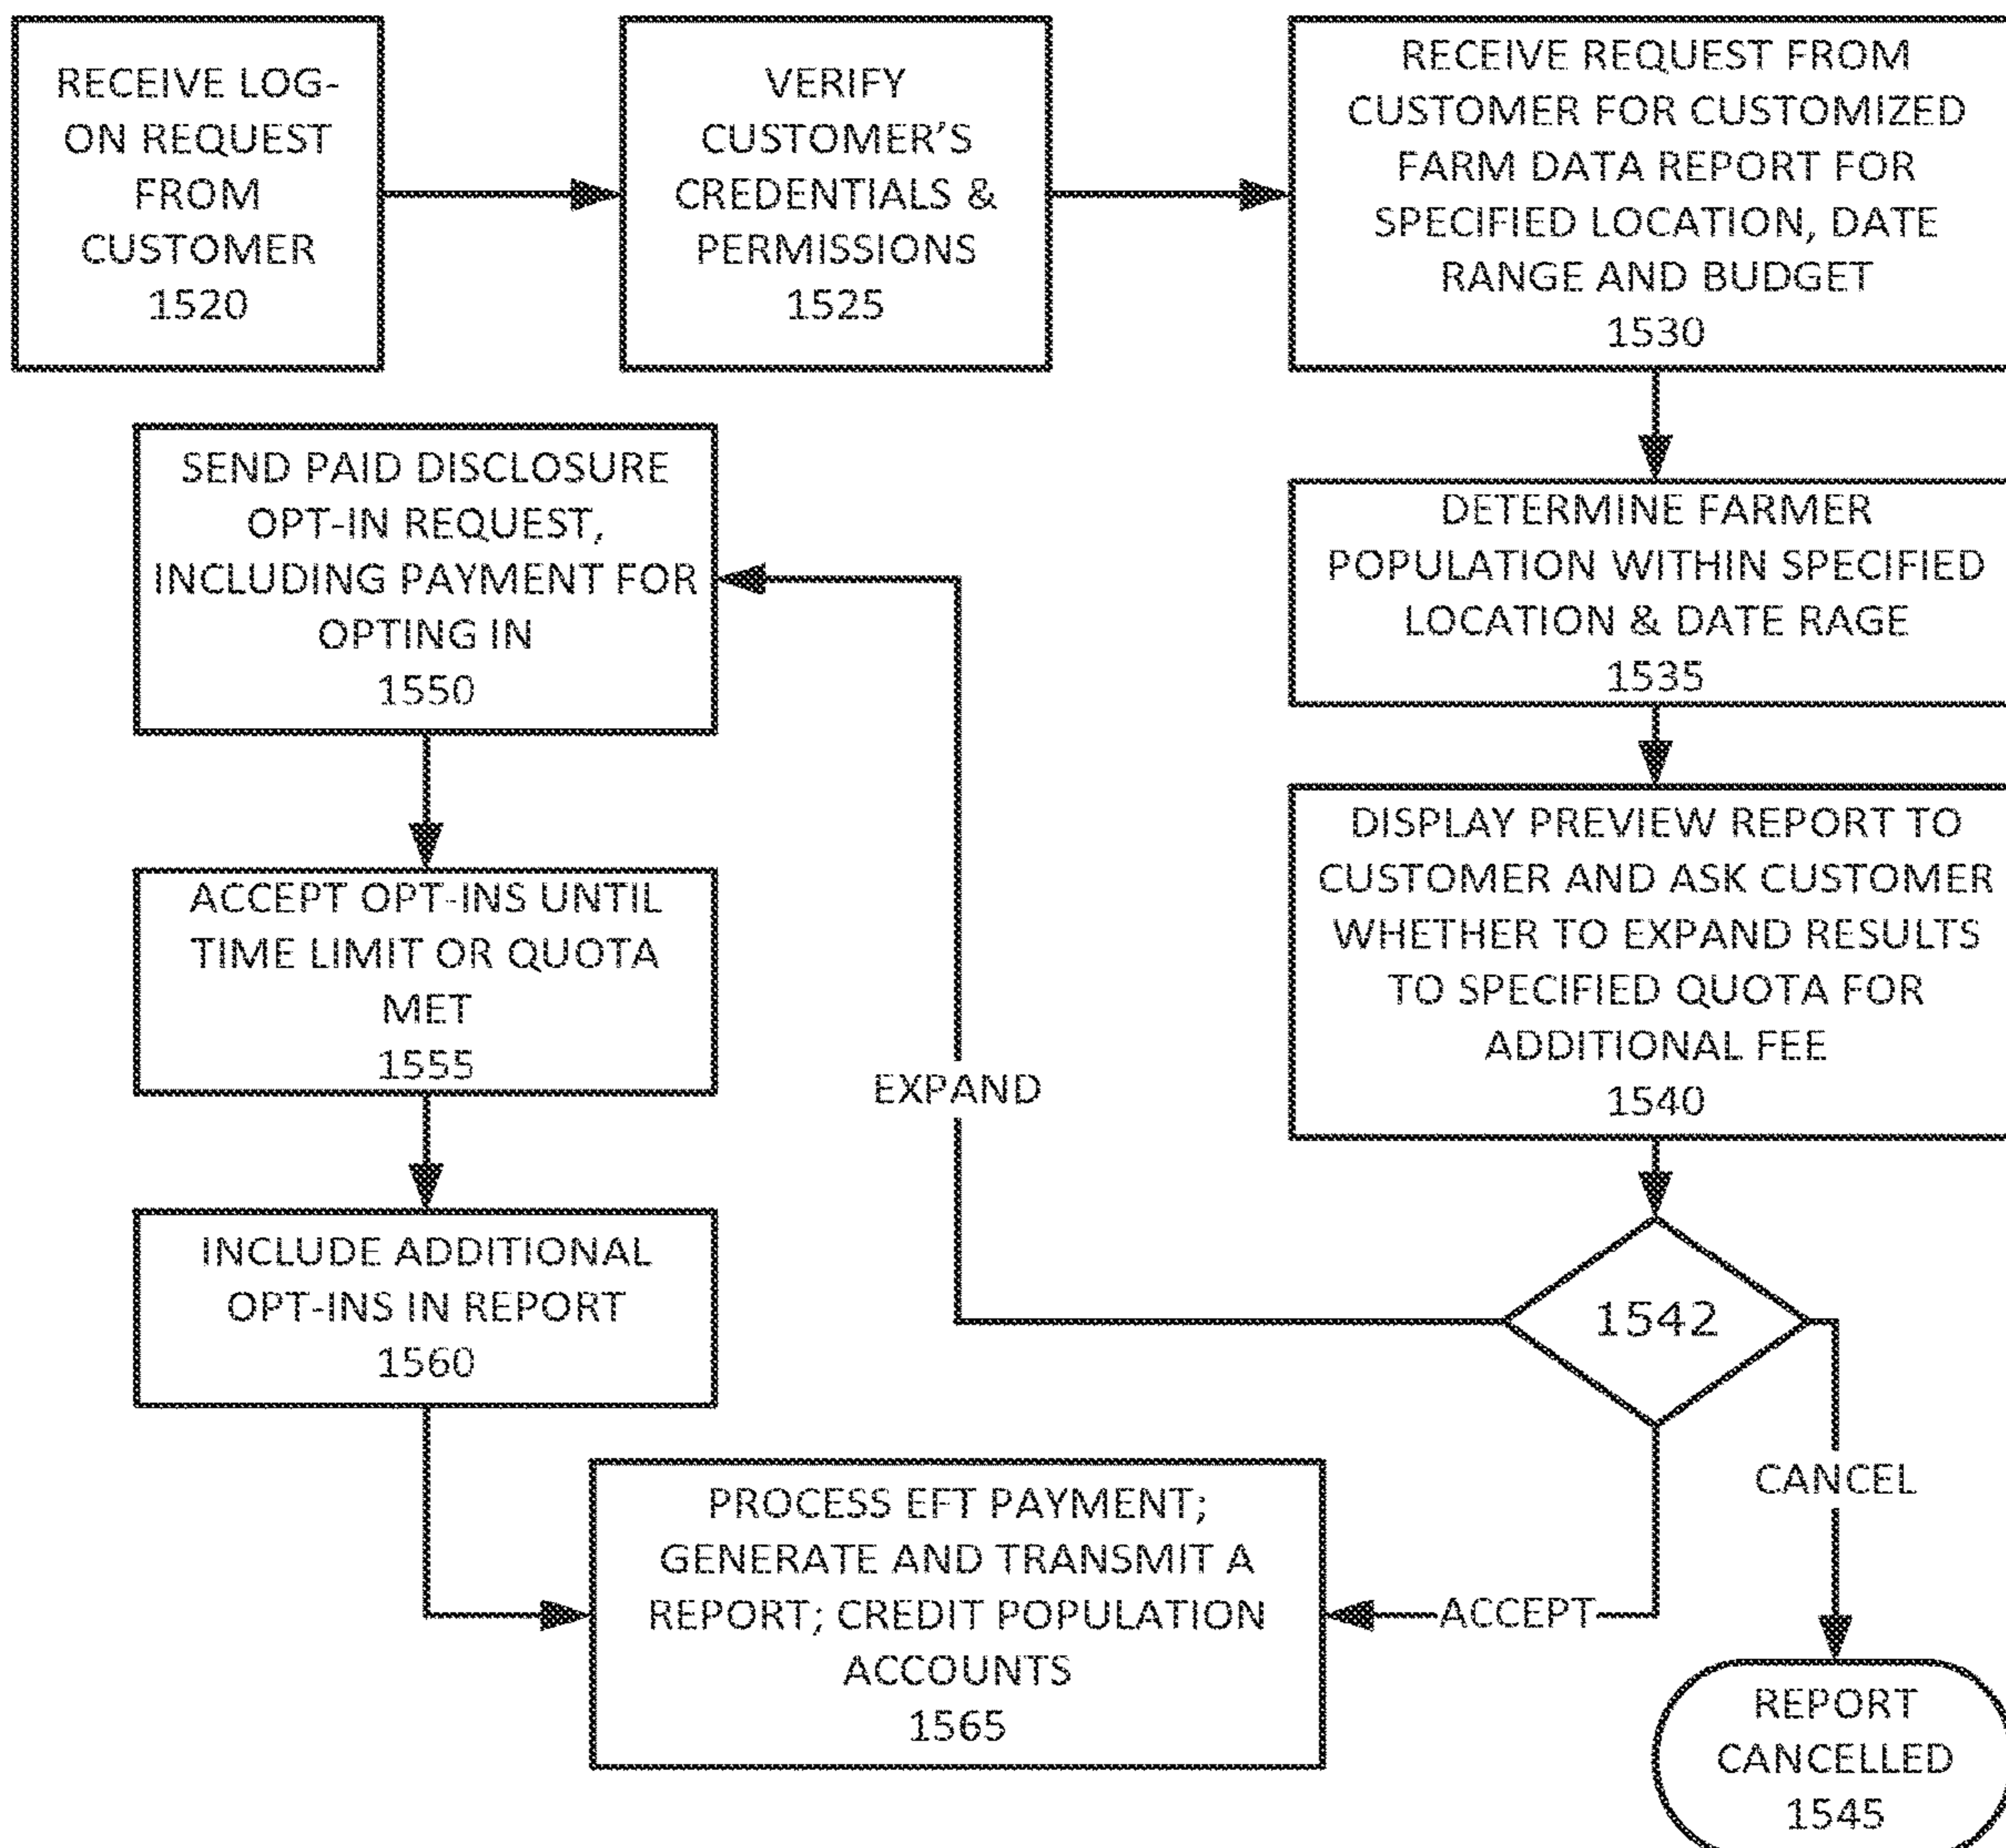 RECEIVE LOG-
ON REQUEST
FROM
CUSTOMER
1520
VERIFY
CUSTOMER'S
CREDENTIALS &
PERMISSIONS
1525
RECEIVE REQUEST FROM
CUSTOMER FOR CUSTOMIZED
FARM DATA REPORT FOR
SPECIFIED LOCATION, DATE
RANGE AND BUDGET
1530
DETERMINE FARMER
POPULATION WITHIN SPECIFIED
LOCATION & DATE RAGE
1535
DISPLAY PREVIEW REPORT TO
CUSTOMER AND ASK CUSTOMER
WHETHER TO EXPAND RESULTS
TO SPECIFIED QUOTA FOR
ADDITIONAL FEE
1540
1542
EXPAND
SEND PAID DISCLOSURE
OPT-IN REQUEST,
INCLUDING PAYMENT FOR
OPTING IN
1550
ACCEPT OPT-INS UNTIL
TIME LIMIT OR QUOTA
MET
1555
INCLUDE ADDITIONAL
OPT-INS IN REPORT
1560
PROCESS EFT PAYMENT;
GENERATE AND TRANSMIT A
REPORT; CREDIT POPULATION
ACCOUNTS
1565
ACCEPT
CANCEL
REPORT
CANCELLED
1545